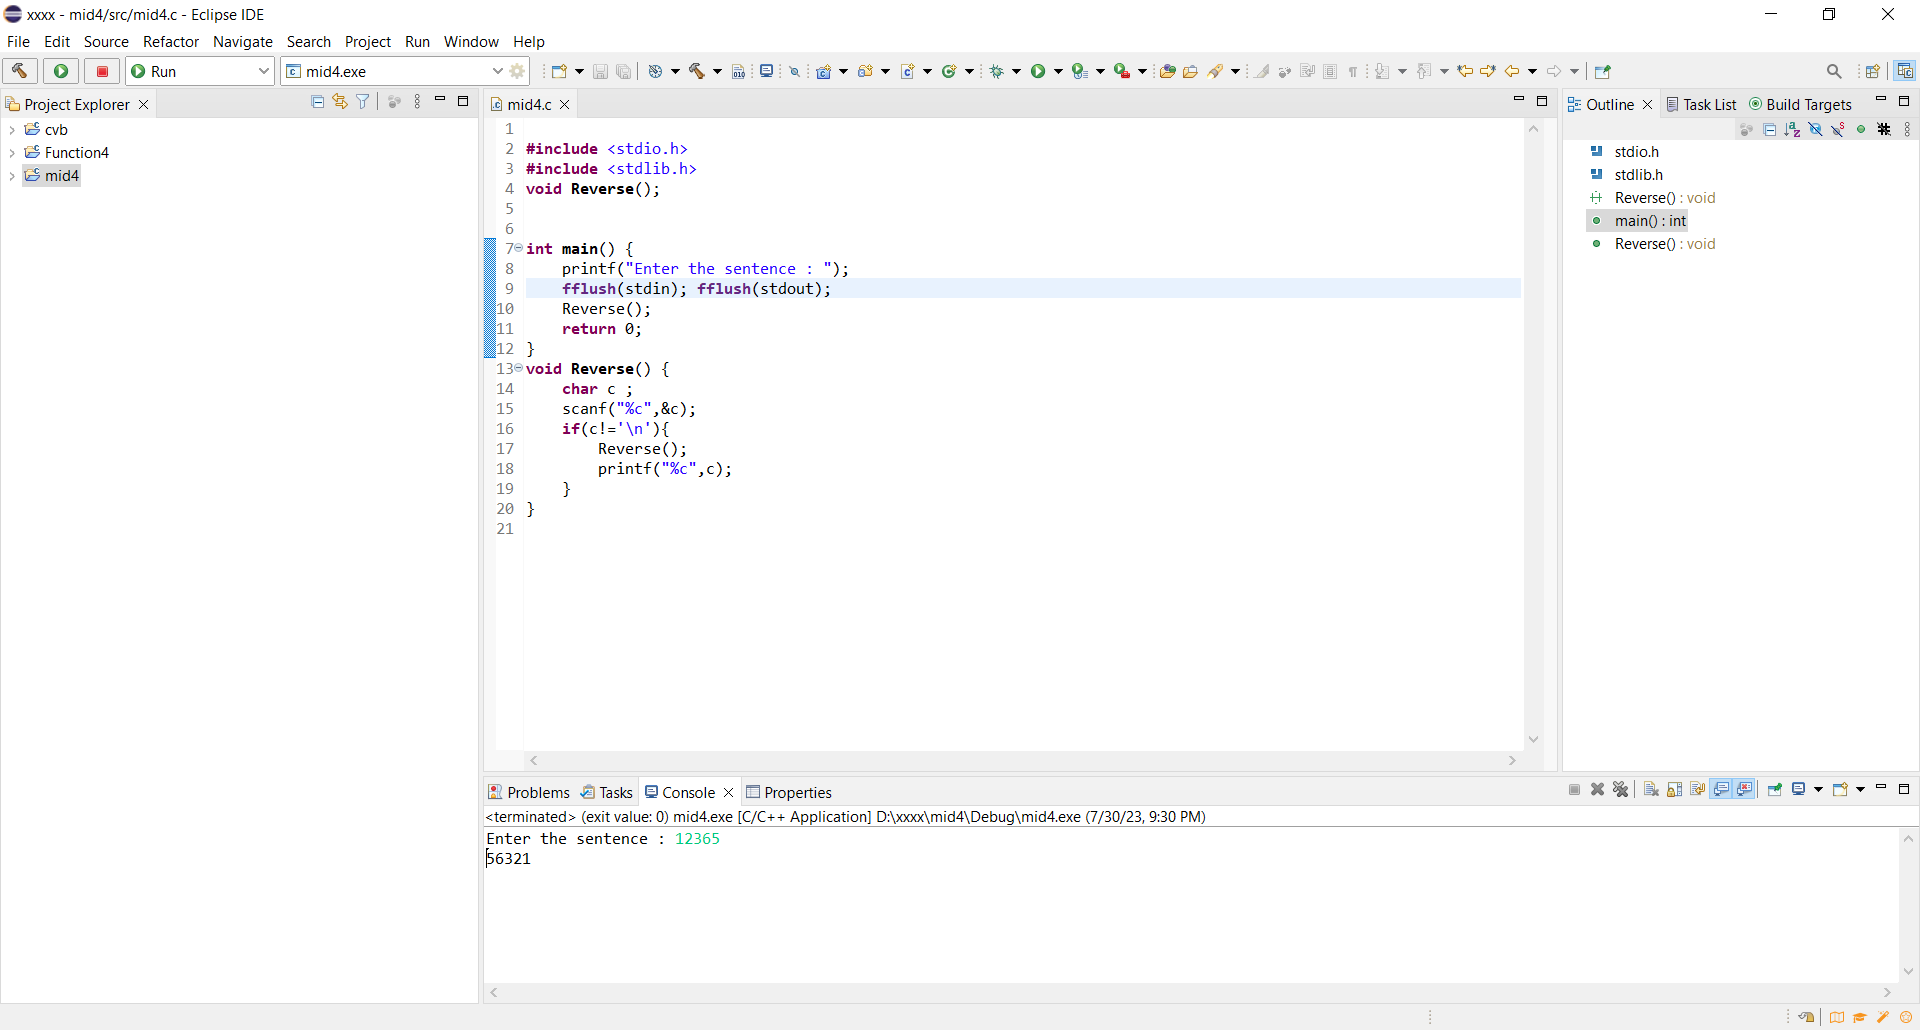 xxxx - mid4/src/mid4.c - Eclipse IDE
File Edit Source Refactor Navigate Search Project Run Window Help
Run mid4.exe
Project Explorer
cvb
Function4
mid4
mid4.c
1
2 #include <stdio.h>
3 #include <stdlib.h>
4 void Reverse();
5
6
7 int main() {
8 printf("Enter the sentence : ");
9 fflush(stdin); fflush(stdout);
10 Reverse();
11 return 0;
12 }
13 void Reverse() {
14 char c ;
15 scanf("%c",&c);
16 if(c!='\n'){
17 Reverse();
18 printf("%c",c);
19 }
20 }
21
Outline Task List Build Targets
stdio.h
stdlib.h
Reverse() : void
main() : int
Reverse() : void
Problems Tasks Console Properties
<terminated> (exit value: 0) mid4.exe [C/C++ Application] D:\xxxx\mid4\Debug\mid4.exe (7/30/23, 9:30 PM)
Enter the sentence : 12365
56321